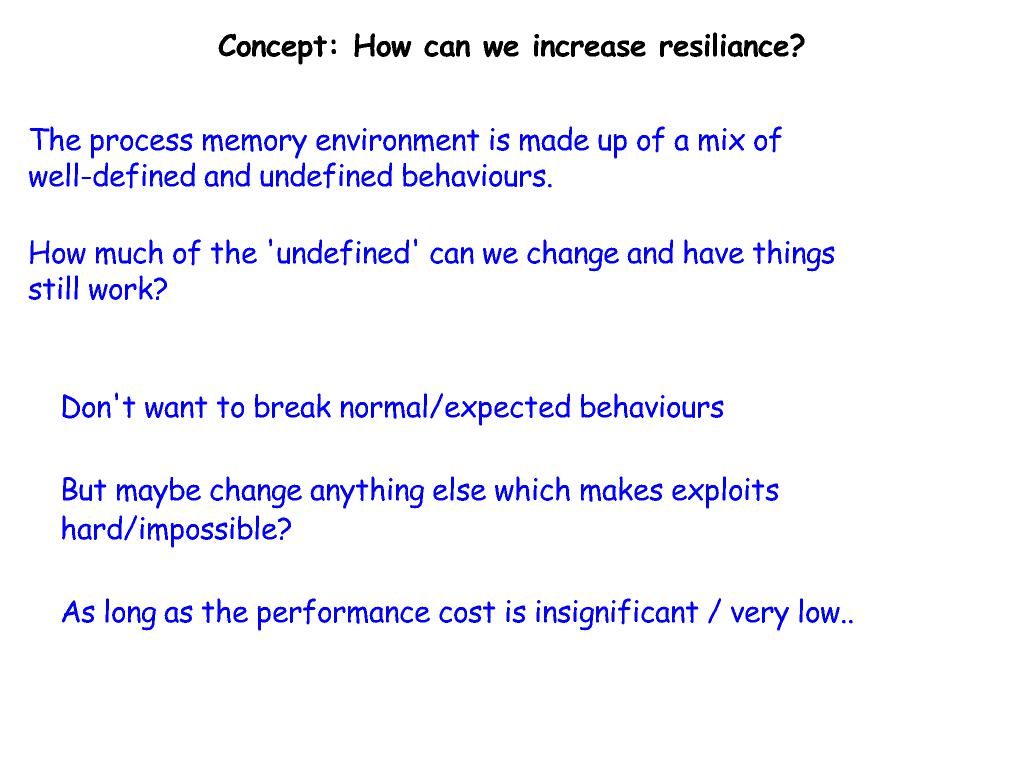 Concept: How can we increase resiliance?
The process memory environment is made up of a mix of
well-defined and undefined behaviours.
How much of the 'undefined' can we change and have things
still work?
Don't want to break normal/expected behaviours
But maybe change anything else which makes exploits
hard/impossible?
As long as the performance cost is insignificant / very low..